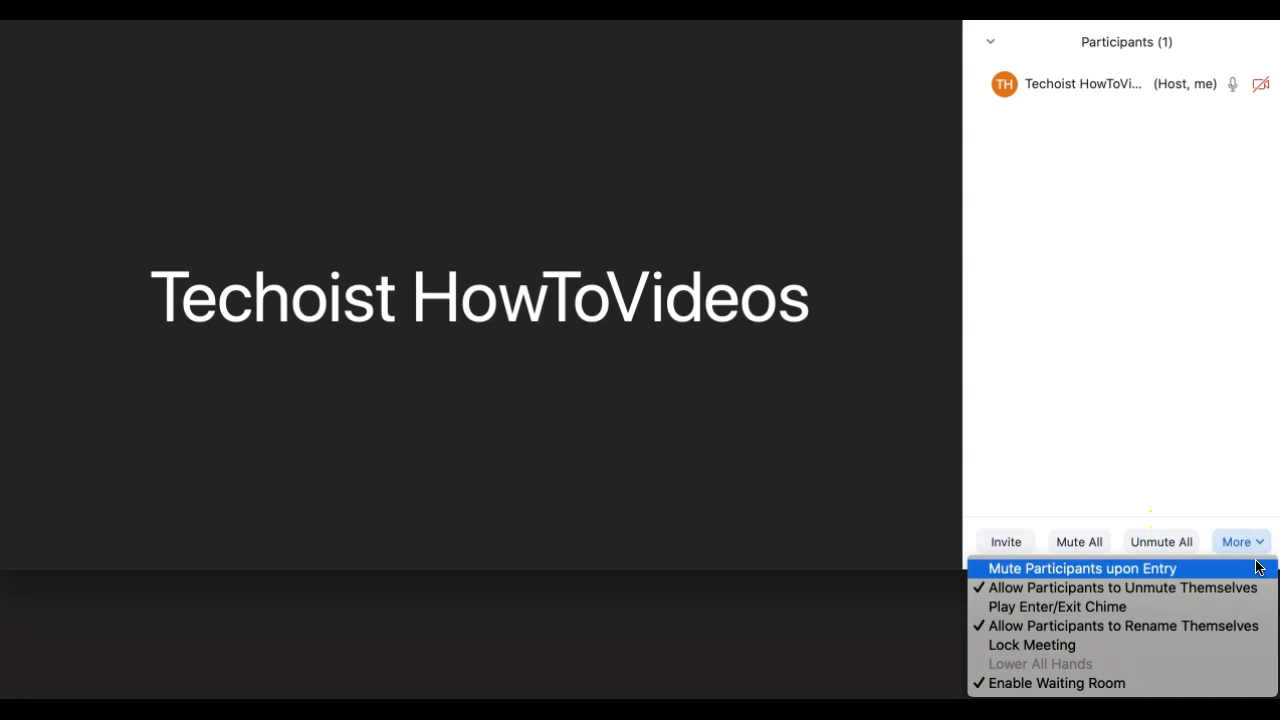 Participants (1)
TH Techoist HowToVi... (Host, me)
Techoist HowToVideos
Invite Mute All Unmute All More
Mute Participants upon Entry
✓ Allow Participants to Unmute Themselves
Play Enter/Exit Chime
✓ Allow Participants to Rename Themselves
Lock Meeting
Lower All Hands
✓ Enable Waiting Room